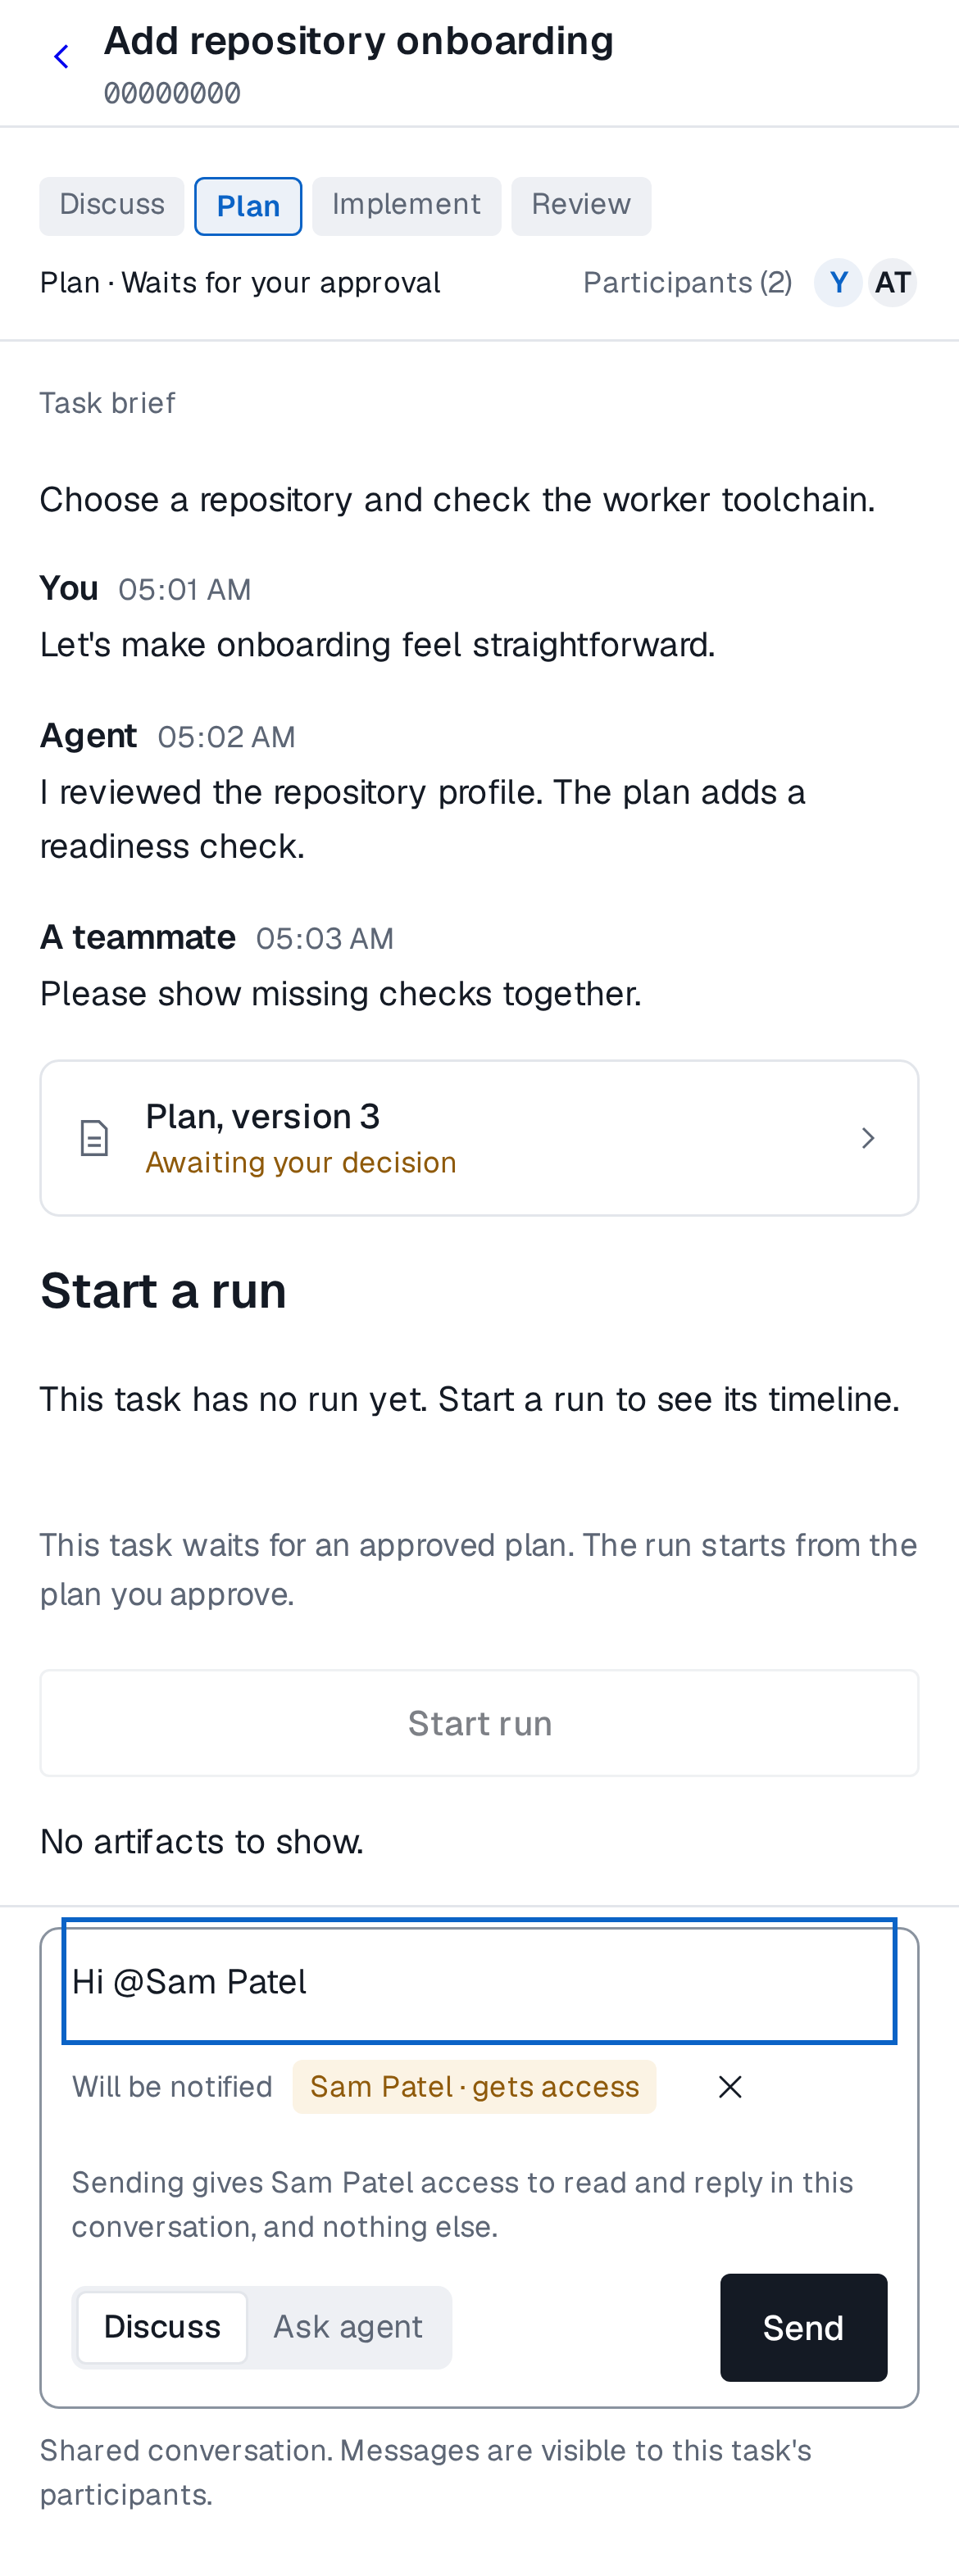 Add repository onboarding
00000000
Discuss
Plan
Implement
Review
Plan · Waits for your approval
Participants (2)
Y
AT
Task brief
Choose a repository and check the worker toolchain.
You 05:01 AM
Let's make onboarding feel straightforward.
Agent 05:02 AM
I reviewed the repository profile. The plan adds a
readiness check.
A teammate 05:03 AM
Please show missing checks together.
Plan, version 3
Awaiting your decision
Start a run
This task has no run yet. Start a run to see its timeline.
This task waits for an approved plan. The run starts from the
plan you approve.
Start run
No artifacts to show.
Hi @Sam Patel
Will be notified
Sam Patel · gets access
Sending gives Sam Patel access to read and reply in this
conversation, and nothing else.
Discuss
Ask agent
Send
Shared conversation. Messages are visible to this task's
participants.